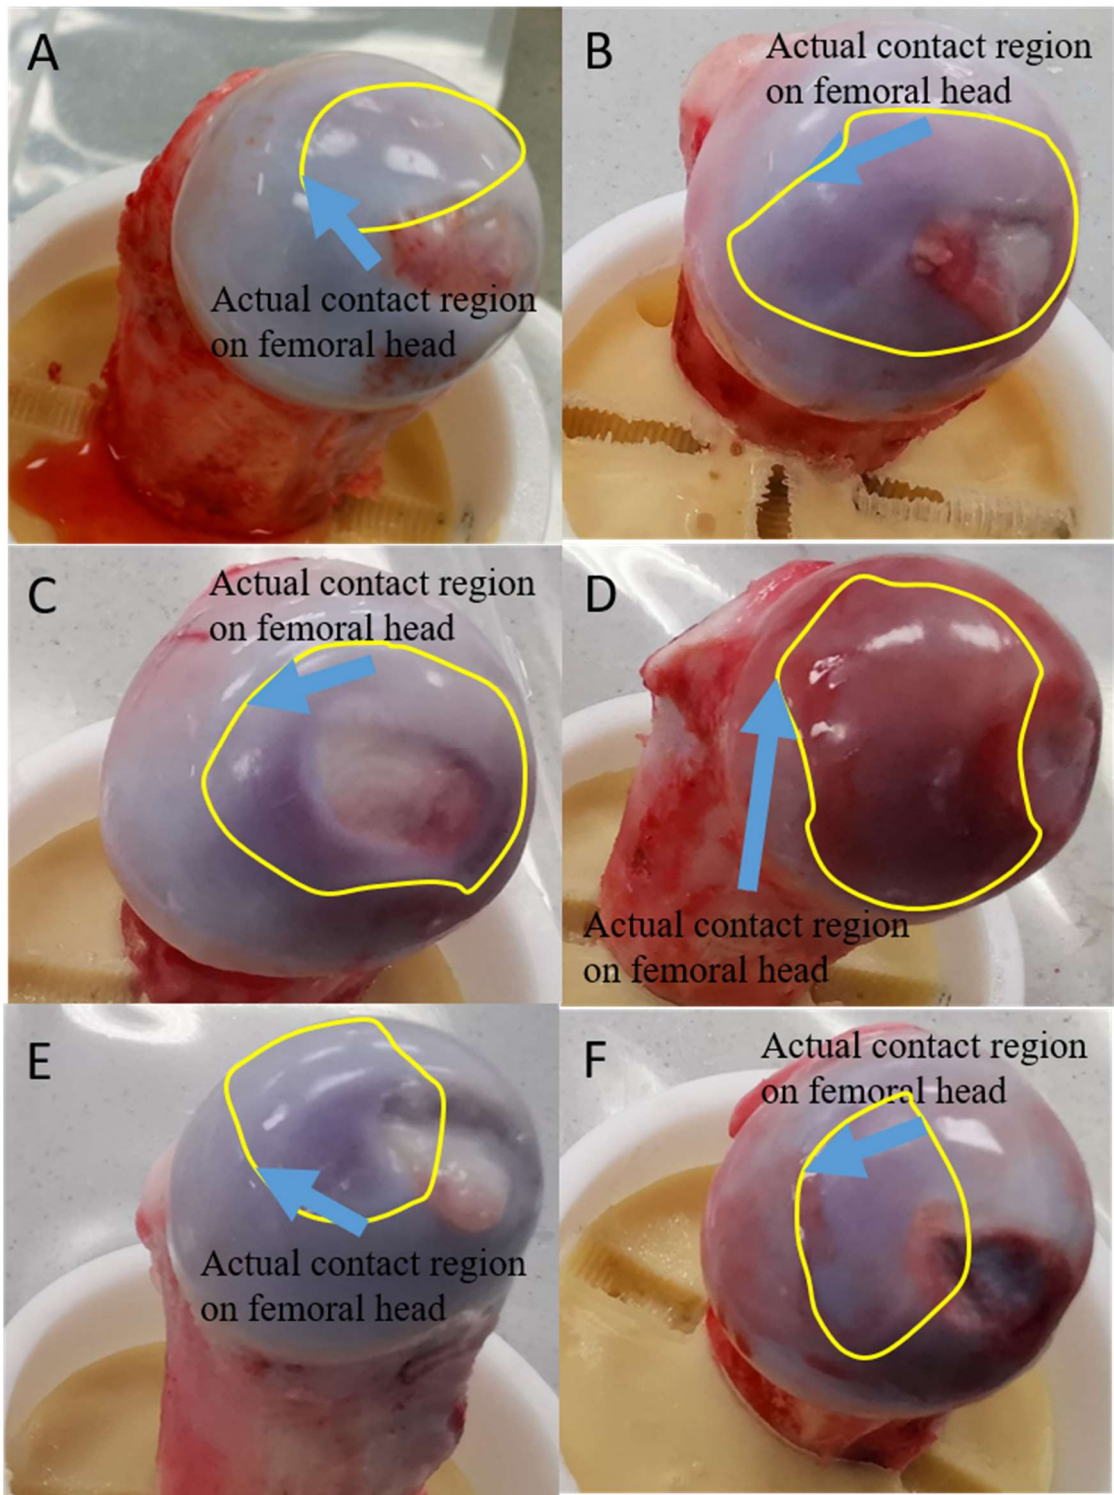 A
Actual contact region
on femoral head
B
Actual contact region
on femoral head
C
Actual contact region
on femoral head
D
Actual contact region
on femoral head
E
Actual contact region
on femoral head
F
Actual contact region
on femoral head